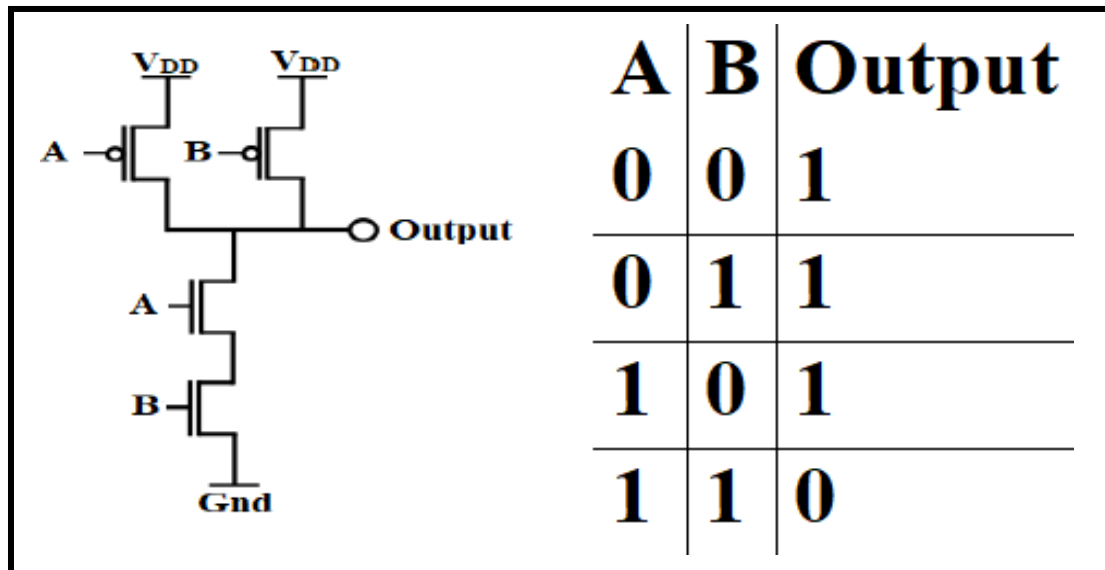 VDD VDD
A B
Output
A
B
Gnd
A B Output
0 0 1
0 1 1
1 0 1
1 1 0